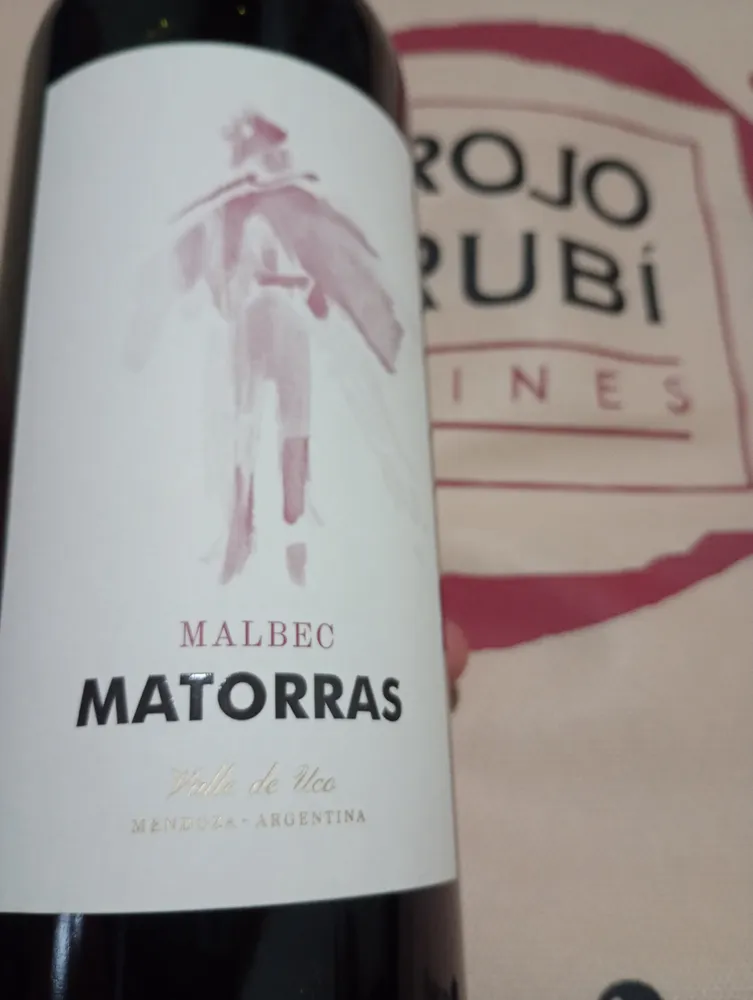 MALBEC
MATORRAS
Valle de Uco
MENDOZA - ARGENTINA
ROJO
RUBÍ
INES